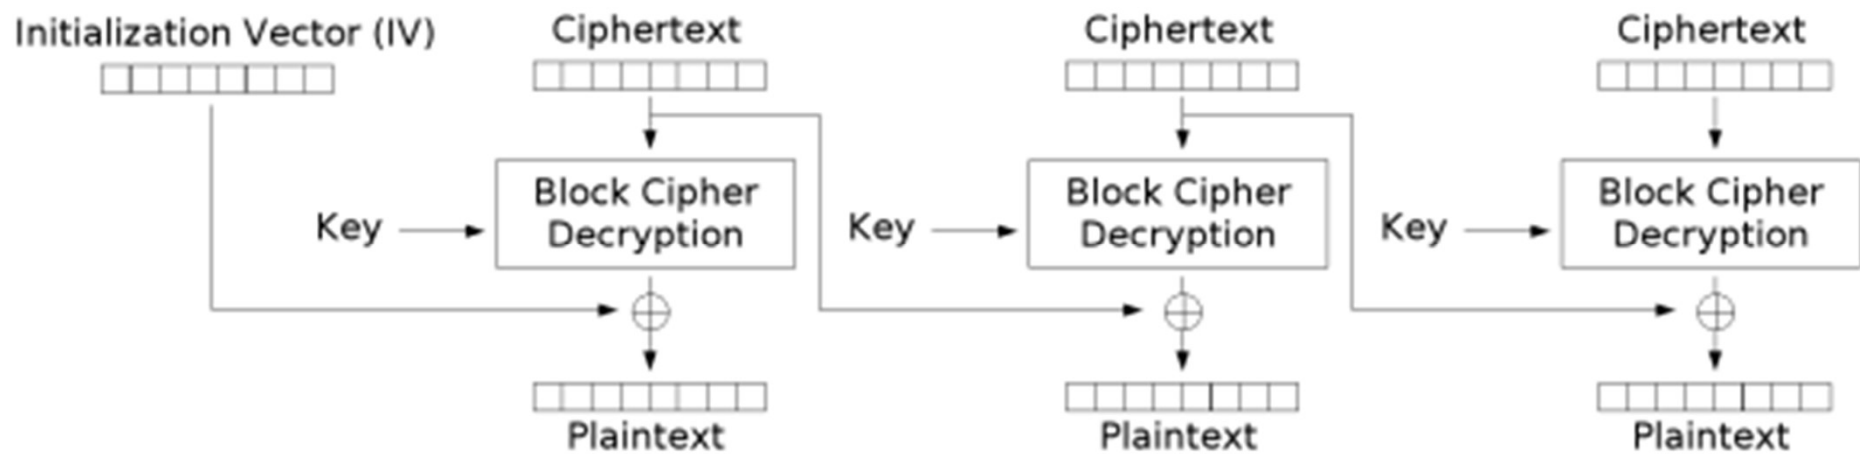 Initialization Vector (IV)
Ciphertext
Ciphertext
Ciphertext
Key
Block Cipher
Decryption
Key
Block Cipher
Decryption
Key
Block Cipher
Decryption
Plaintext
Plaintext
Plaintext